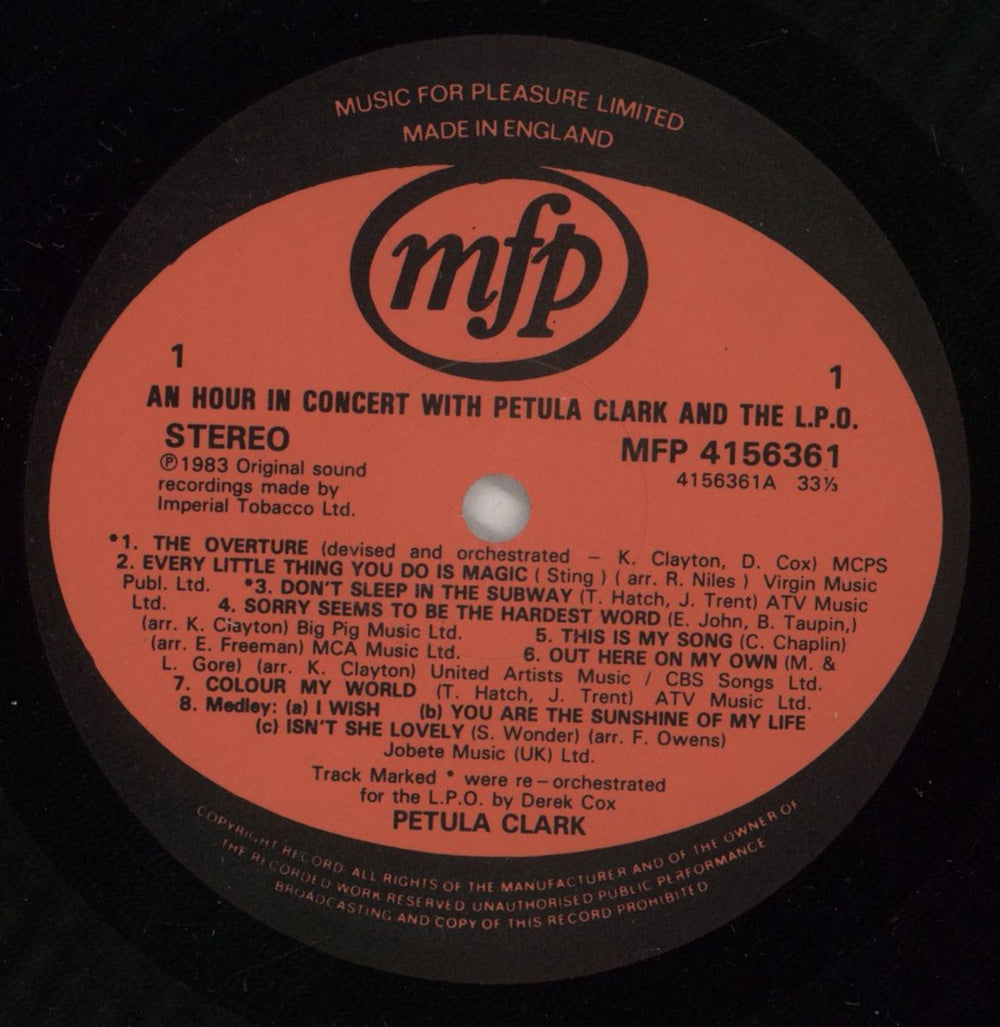 MUSIC FOR PLEASURE LIMITED
MADE IN ENGLAND
mfp
1 1
AN HOUR IN CONCERT WITH PETULA CLARK AND THE L.P.O.
STEREO MFP 4156361
Ⓟ1983 Original sound 4156361A 33⅓
recordings made by
Imperial Tobacco Ltd.
*1. THE OVERTURE (devised and orchestrated – K. Clayton, D. Cox) MCPS
2. EVERY LITTLE THING YOU DO IS MAGIC ( Sting ) ( arr. R. Niles ) Virgin Music
Publ. Ltd. *3. DON'T SLEEP IN THE SUBWAY (T. Hatch, J. Trent) ATV Music
Ltd. 4. SORRY SEEMS TO BE THE HARDEST WORD (E. John, B. Taupin,)
(arr. K. Clayton) Big Pig Music Ltd. 5. THIS IS MY SONG (C. Chaplin)
(arr. E. Freeman) MCA Music Ltd. 6. OUT HERE ON MY OWN (M. &
L. Gore) (arr. K. Clayton) United Artists Music / CBS Songs Ltd.
7. COLOUR MY WORLD (T. Hatch, J. Trent) ATV Music Ltd.
8. Medley: (a) I WISH (b) YOU ARE THE SUNSHINE OF MY LIFE
(c) ISN'T SHE LOVELY (S. Wonder) (arr. F. Owens)
Jobete Music (UK) Ltd.
Track Marked * were re – orchestrated
for the L.P.O. by Derek Cox
PETULA CLARK
COPYRIGHT RECORD. ALL RIGHTS OF THE MANUFACTURER AND OF THE OWNER OF
THE RECORDED WORK RESERVED UNAUTHORISED PUBLIC PERFORMANCE
BROADCASTING AND COPY OF THIS RECORD PROHIBITED